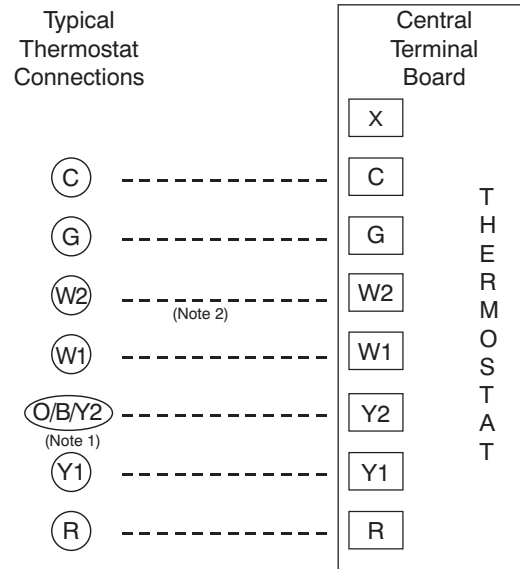 Typical
Thermostat
Connections
Central
Terminal
Board
X
C C
G G
W2 W2
(Note 2)
W1 W1
O/B/Y2 Y2
(Note 1)
Y1 Y1
R R
THERMOSTAT